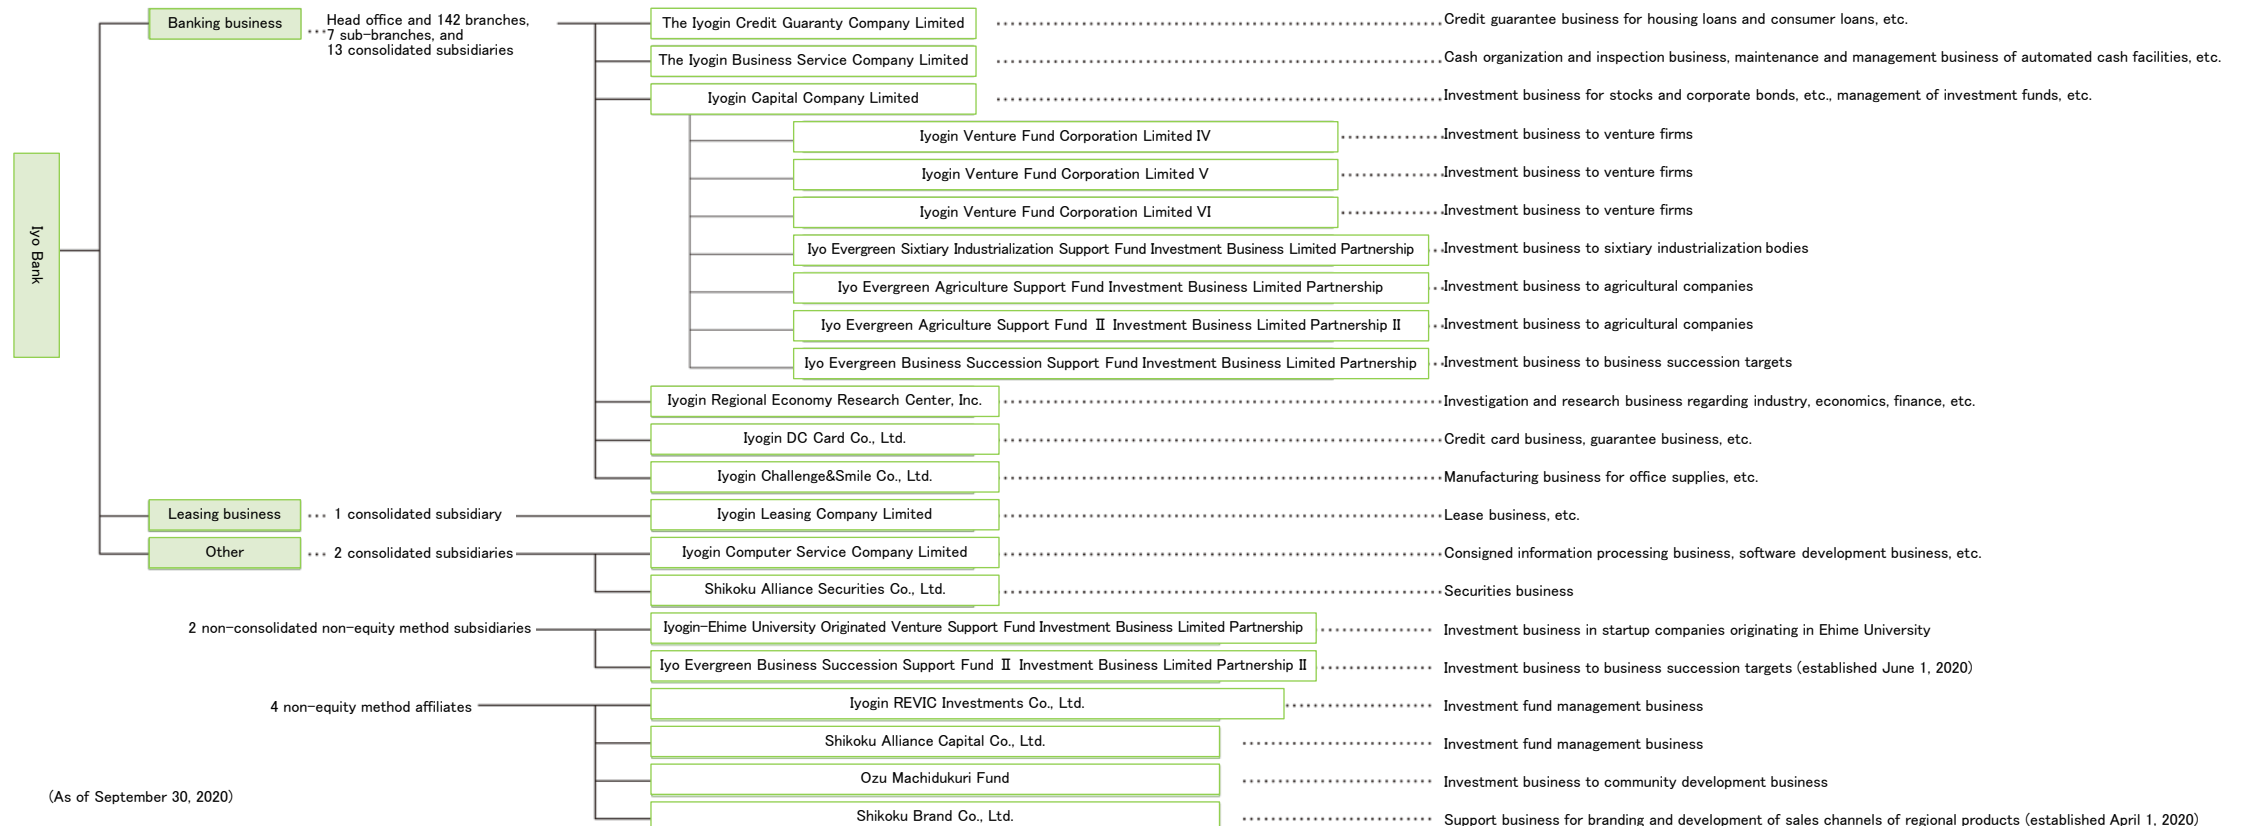 Banking business
Head office and 142 branches,
7 sub-branches, and
13 consolidated subsidiaries
The Iyogin Credit Guaranty Company Limited
Credit guarantee business for housing loans and consumer loans, etc.
The Iyogin Business Service Company Limited
Cash organization and inspection business, maintenance and management business of automated cash facilities, etc.
Iyogin Capital Company Limited
Investment business for stocks and corporate bonds, etc., management of investment funds, etc.
Iyogin Venture Fund Corporation Limited IV
Investment business to venture firms
Iyogin Venture Fund Corporation Limited V
Investment business to venture firms
Iyogin Venture Fund Corporation Limited VI
Investment business to venture firms
Iyo Bank
Iyo Evergreen Sixtiary Industrialization Support Fund Investment Business Limited Partnership
Investment business to sixtiary industrialization bodies
Iyo Evergreen Agriculture Support Fund Investment Business Limited Partnership
Investment business to agricultural companies
Iyo Evergreen Agriculture Support Fund Ⅱ Investment Business Limited Partnership II
Investment business to agricultural companies
Iyo Evergreen Business Succession Support Fund Investment Business Limited Partnership
Investment business to business succession targets
Iyogin Regional Economy Research Center, Inc.
Investigation and research business regarding industry, economics, finance, etc.
Iyogin DC Card Co., Ltd.
Credit card business, guarantee business, etc.
Iyogin Challenge&Smile Co., Ltd.
Manufacturing business for office supplies, etc.
Leasing business
1 consolidated subsidiary
Iyogin Leasing Company Limited
Lease business, etc.
Other
2 consolidated subsidiaries
Iyogin Computer Service Company Limited
Consigned information processing business, software development business, etc.
Shikoku Alliance Securities Co., Ltd.
Securities business
2 non-consolidated non-equity method subsidiaries
Iyogin-Ehime University Originated Venture Support Fund Investment Business Limited Partnership
Investment business in startup companies originating in Ehime University
Iyo Evergreen Business Succession Support Fund Ⅱ Investment Business Limited Partnership II
Investment business to business succession targets (established June 1, 2020)
4 non-equity method affiliates
Iyogin REVIC Investments Co., Ltd.
Investment fund management business
Shikoku Alliance Capital Co., Ltd.
Investment fund management business
Ozu Machidukuri Fund
Investment business to community development business
(As of September 30, 2020)
Shikoku Brand Co., Ltd.
Support business for branding and development of sales channels of regional products (established April 1, 2020)